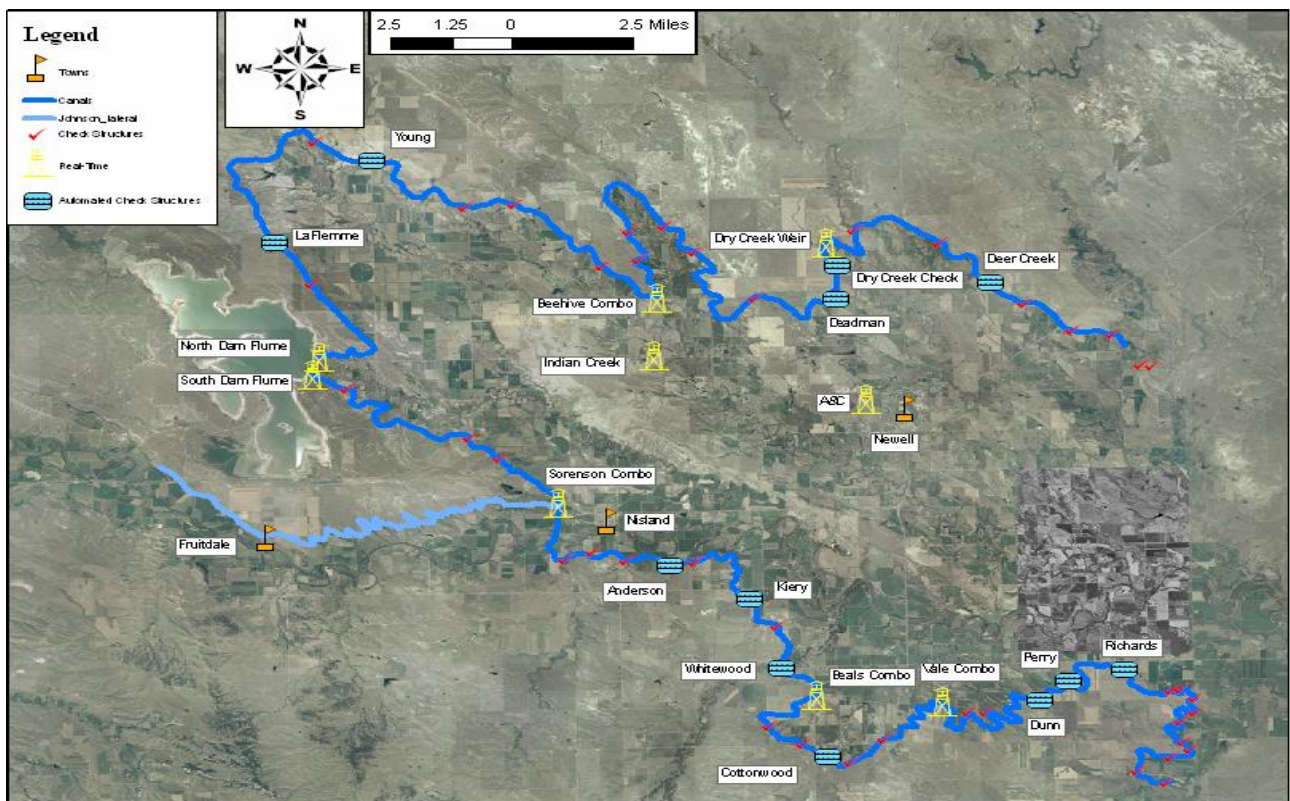 Legend
Towns
Canals
Johnson_lateral
Check Structures
Real-Time
Automated Check Structures
N
W E
S
2.5 1.25 0 2.5 Miles
Young
LaFlemme
Dry Creek Weir
Deer Creek
Dry Creek Check
Beehive Combo
Deadman
North Dam Flume
Indian Creek
South Dam Flume
A8C
Newell
Sorenson Combo
Nisland
Fruitdale
Anderson
Kiery
Richards
Perry
Whitewood
Beals Combo
Vale Combo
Dunn
Cottonwood